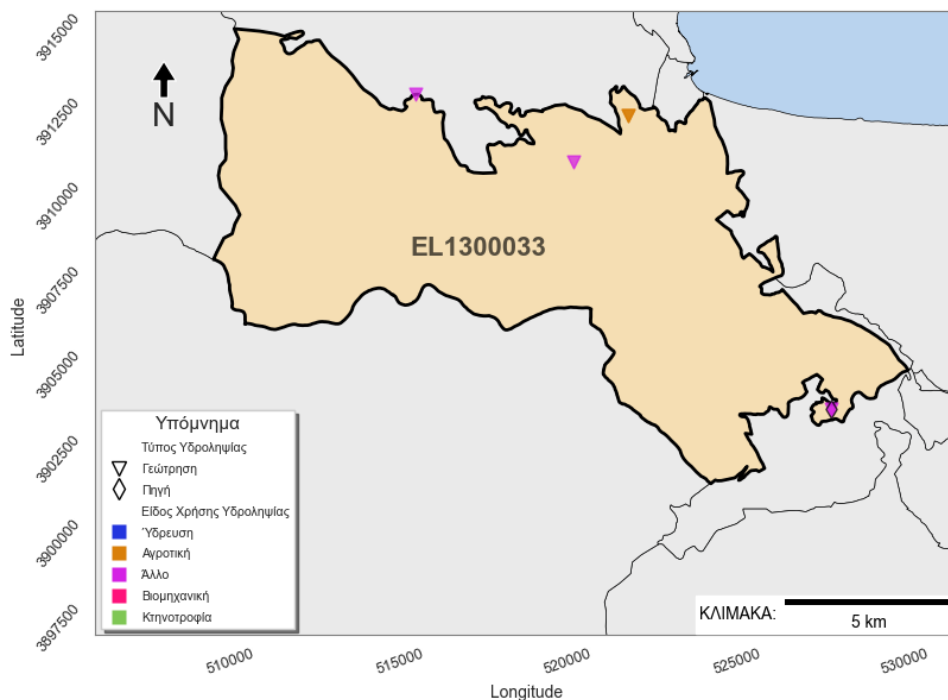 3915000
3912500
3910000
3907500
3905000
3902500
3900000
3897500
Latitude
N
EL1300033
Υπόμνημα
Τύπος Υδροληψίας
Γεώτρηση
Πηγή
Είδος Χρήσης Υδροληψίας
Ύδρευση
Αγροτική
Άλλο
Βιομηχανική
Κτηνοτροφία
ΚΛΙΜΑΚΑ:
5 km
510000
515000
520000
525000
530000
Longitude